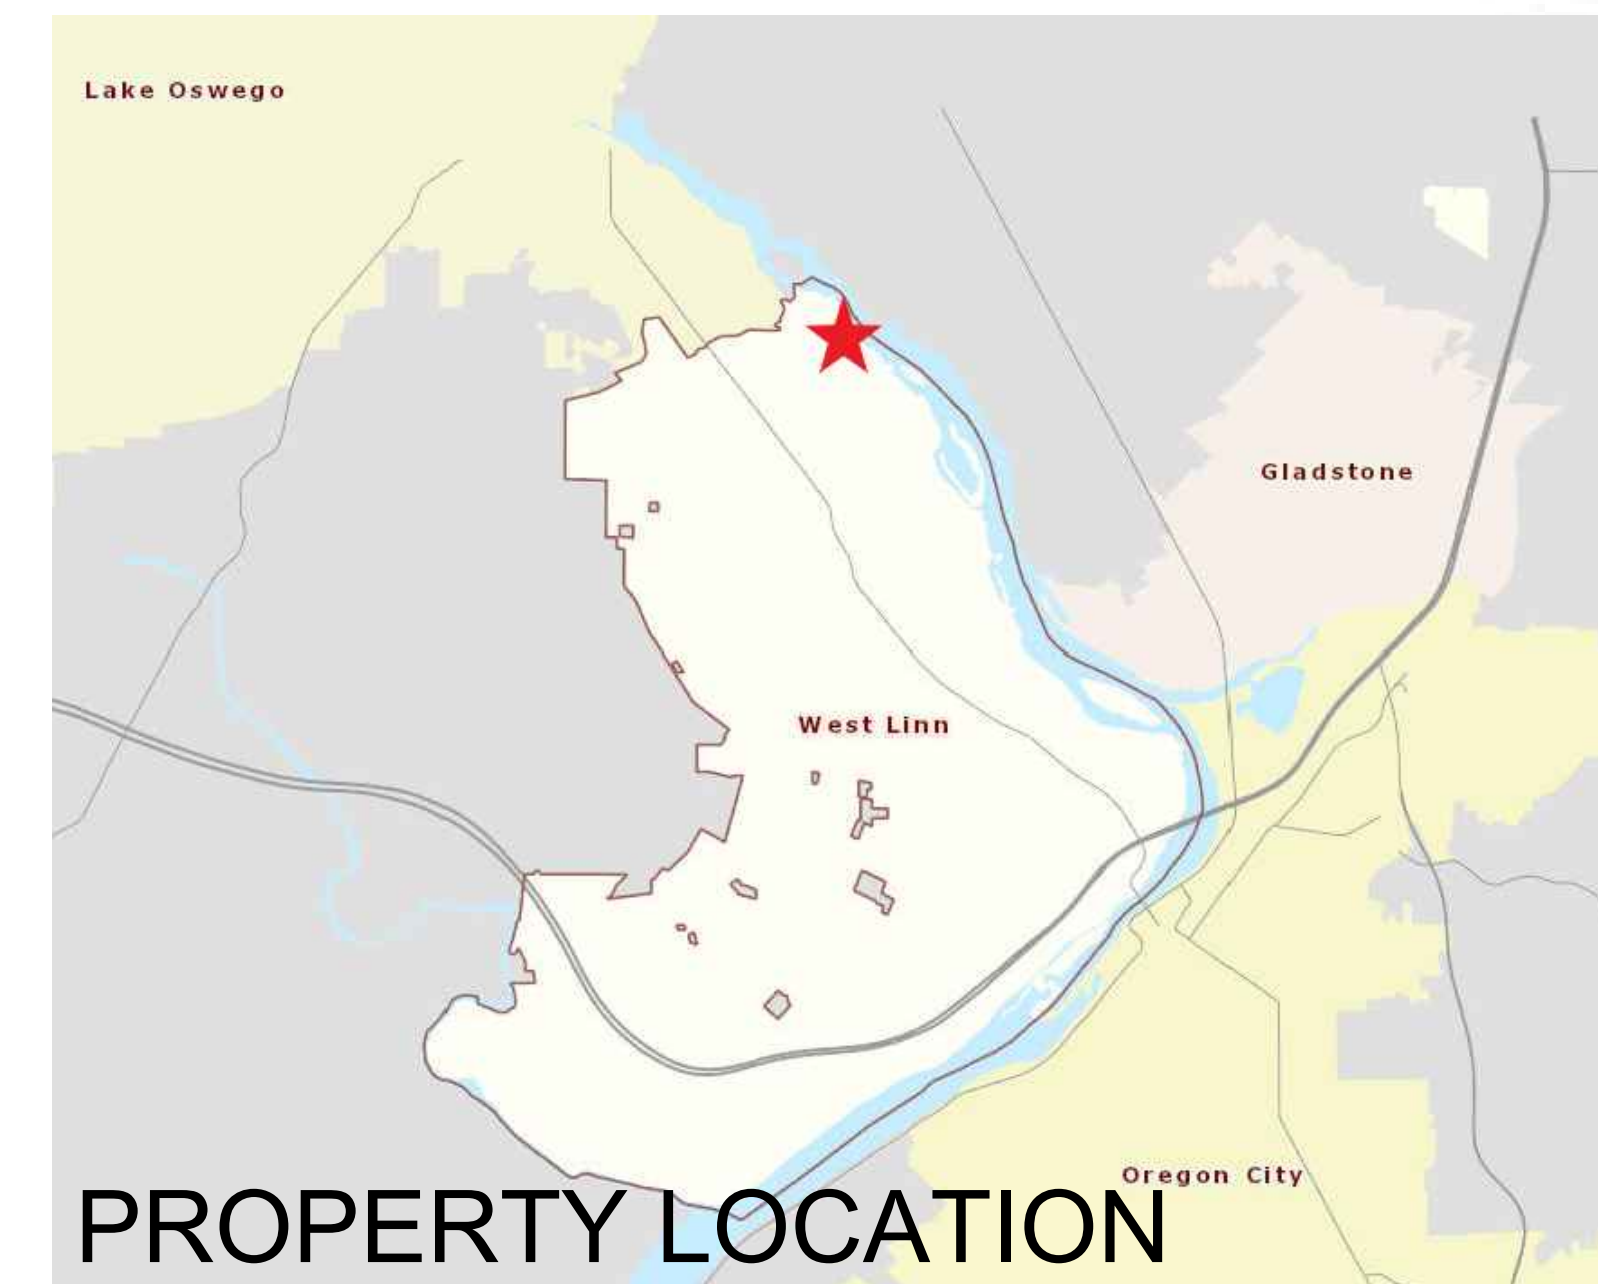 Lake Oswego
Gladstone
West Linn
Oregon City
PROPERTY LOCATION